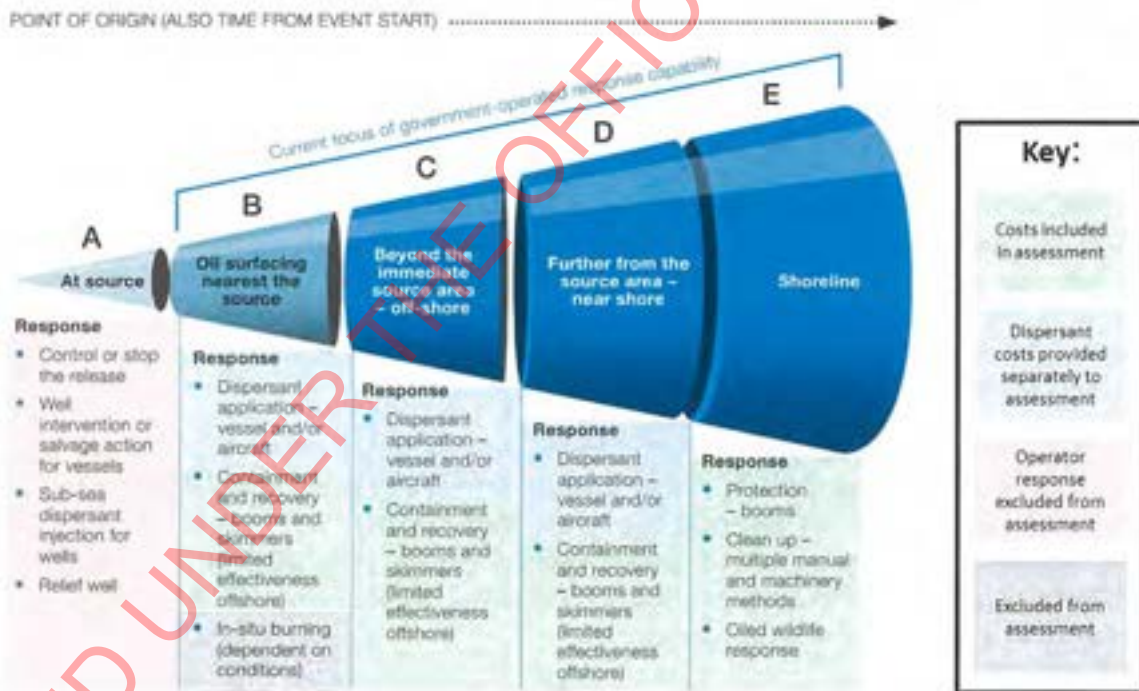 POINT OF ORIGIN (ALSO TIME FROM EVENT START)
Current focus of government-operated response capability
A
At source
Response
• Control or stop
the release
• Well
intervention or
salvage action
for vessels
• Sub-sea
dispersant
injection for
wells
• Relief well
B
Oil surfacing
nearest the
source
Response
• Dispersant
application –
vessel and/or
aircraft
• Containment
and recovery
– booms and
skimmers
(limited
effectiveness
offshore)
• In-situ burning
(dependent on
conditions)
C
Beyond the
immediate
source area
– off-shore
Response
• Dispersant
application –
vessel and/or
aircraft
• Containment
and recovery
– booms and
skimmers
(limited
effectiveness
offshore)
D
Further from the
source area –
near shore
Response
• Dispersant
application –
vessel and/or
aircraft
• Containment
and recovery
– booms and
skimmers
(limited
effectiveness
offshore)
E
Shoreline
Response
• Protection
– booms
• Clean up –
multiple manual
and machinery
methods
• Oiled wildlife
response
Key:
Costs included
in assessment
Dispersant
costs provided
separately to
assessment
Operator
response
excluded from
assessment
Excluded from
assessment
D UNDER THE OFFIC